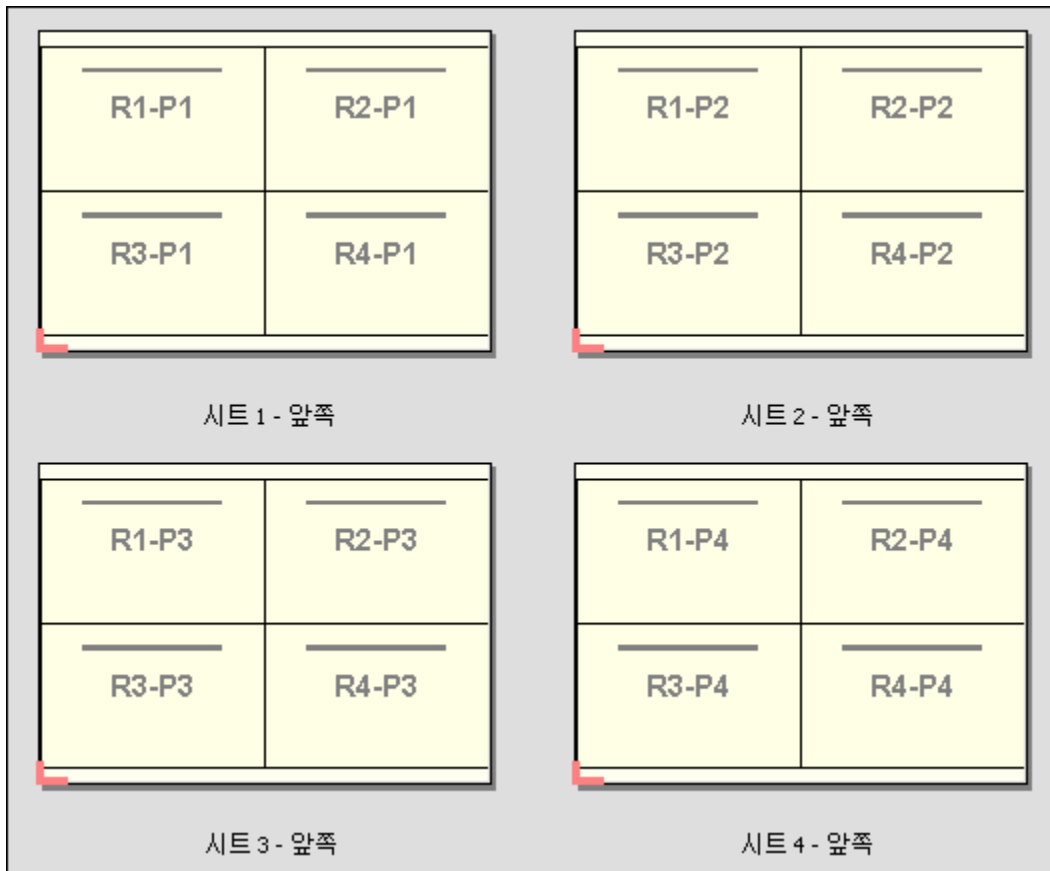 R1-P1 R2-P1
R3-P1 R4-P1
시트 1 - 앞쪽
R1-P2 R2-P2
R3-P2 R4-P2
시트 2 - 앞쪽
R1-P3 R2-P3
R3-P3 R4-P3
시트 3 - 앞쪽
R1-P4 R2-P4
R3-P4 R4-P4
시트 4 - 앞쪽